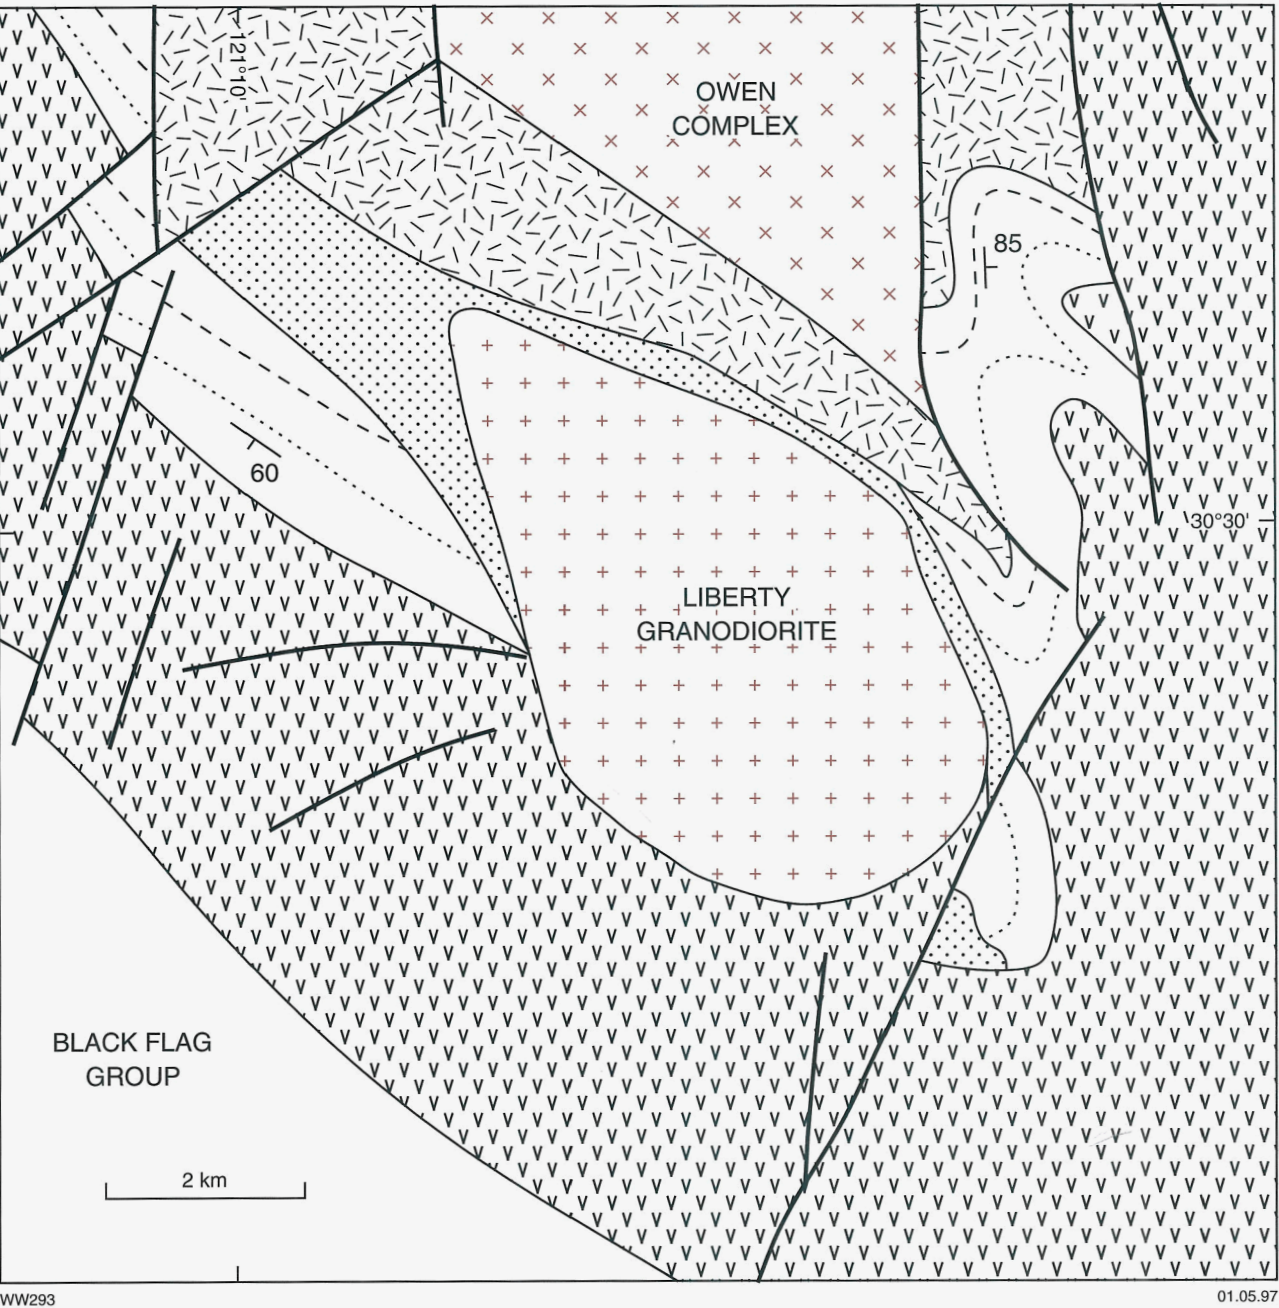 121°10'
OWEN
COMPLEX
85
60
30°30'
LIBERTY
GRANODIORITE
BLACK FLAG
GROUP
2 km
WW293
01.05.97